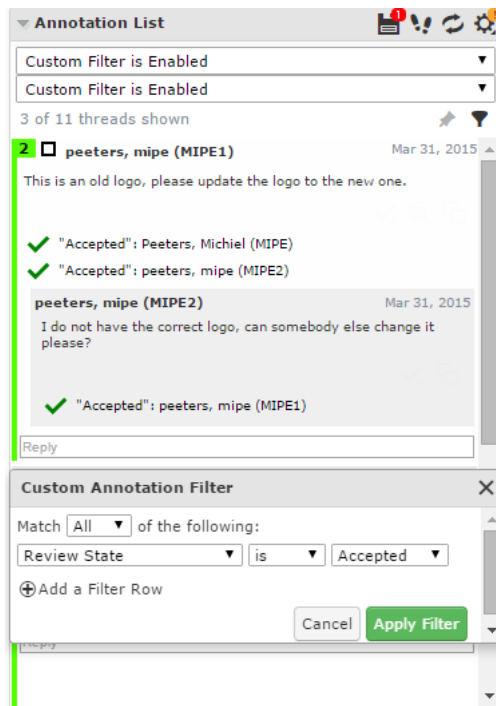 Annotation List
1
Custom Filter is Enabled
Custom Filter is Enabled
3 of 11 threads shown
2 peeters, mipe (MIPE1) Mar 31, 2015
This is an old logo, please update the logo to the new one.
"Accepted": Peeters, Michiel (MIPE)
"Accepted": peeters, mipe (MIPE2)
peeters, mipe (MIPE2) Mar 31, 2015
I do not have the correct logo, can somebody else change it
please?
"Accepted": peeters, mipe (MIPE1)
Reply
Custom Annotation Filter
Match All of the following:
Review State is Accepted
Add a Filter Row
Cancel Apply Filter